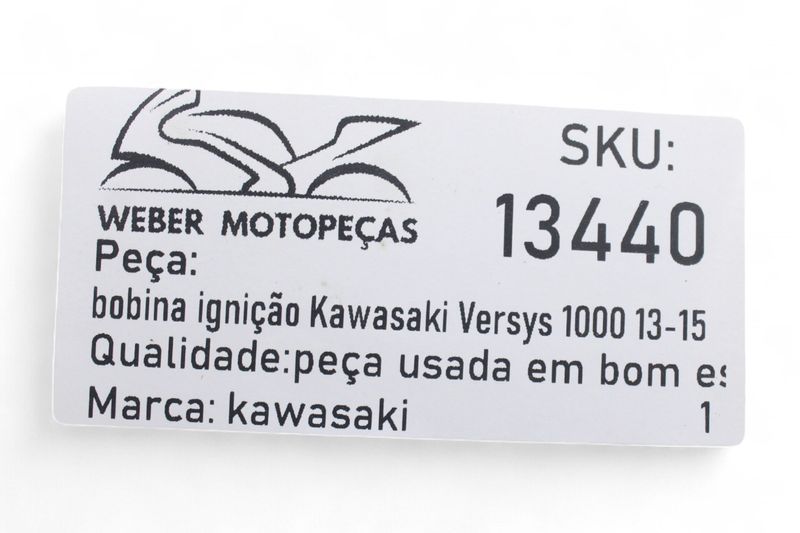 WEBER MOTOPEÇAS
SKU:
13440
Peça:
bobina ignição Kawasaki Versys 1000 13-15
Qualidade:peça usada em bom es
Marca: kawasaki 1